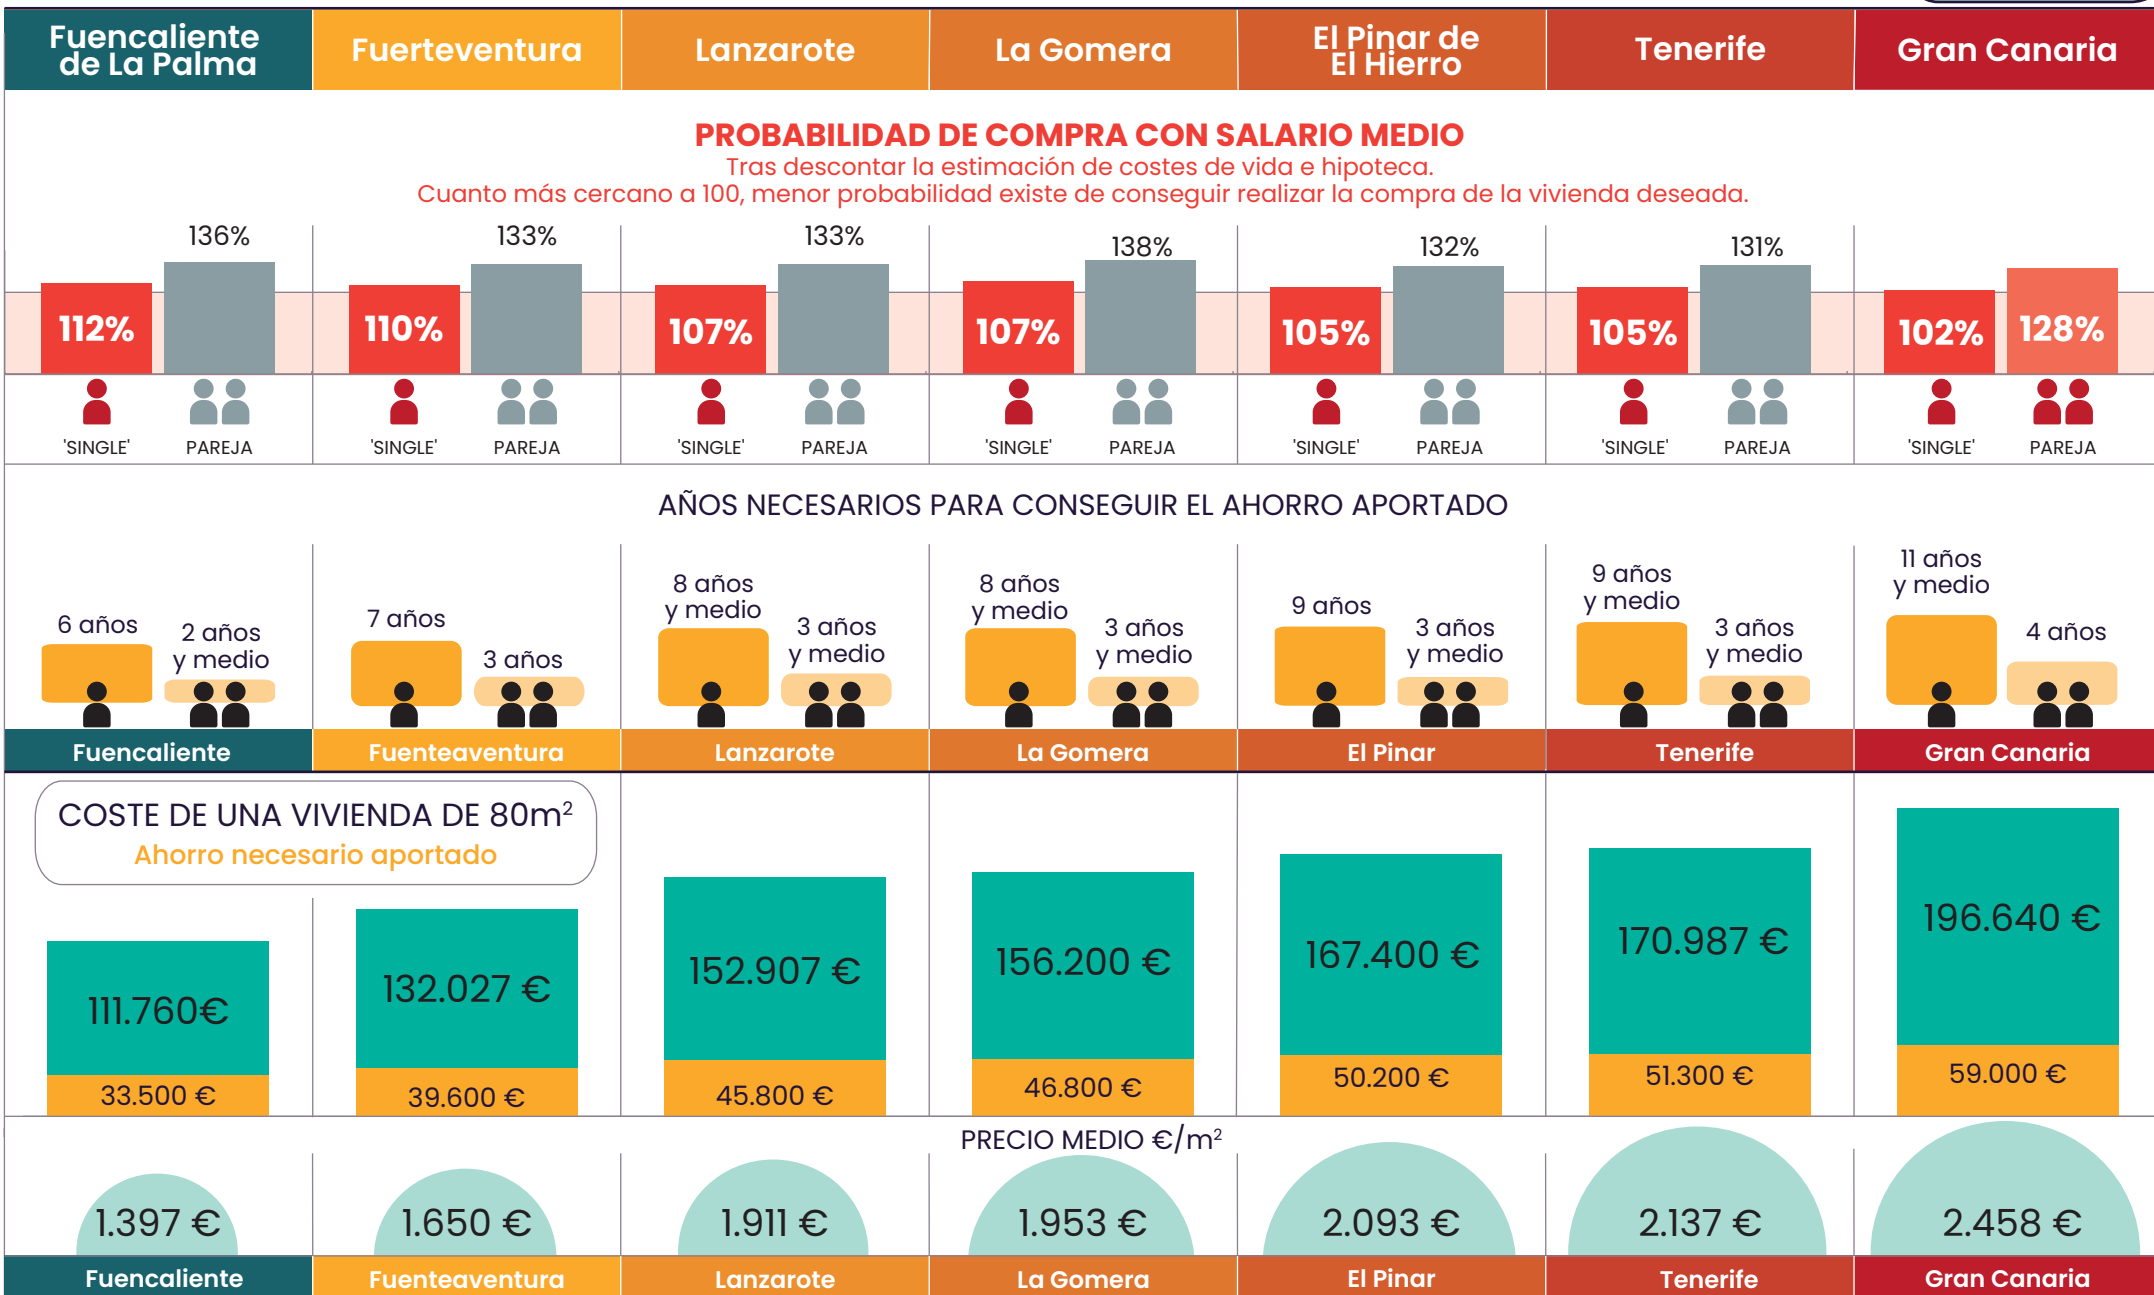 Fuencaliente
de La Palma
Fuerteventura
Lanzarote
La Gomera
El Pinar de
El Hierro
Tenerife
Gran Canaria
PROBABILIDAD DE COMPRA CON SALARIO MEDIO
Tras descontar la estimación de costes de vida e hipoteca.
Cuanto más cercano a 100, menor probabilidad existe de conseguir realizar la compra de la vivienda deseada.
112%
136%
110%
133%
107%
133%
107%
138%
105%
132%
105%
131%
102%
128%
'SINGLE'
PAREJA
'SINGLE'
PAREJA
'SINGLE'
PAREJA
'SINGLE'
PAREJA
'SINGLE'
PAREJA
'SINGLE'
PAREJA
'SINGLE'
PAREJA
AÑOS NECESARIOS PARA CONSEGUIR EL AHORRO APORTADO
6 años
2 años
y medio
7 años
3 años
8 años
y medio
3 años
y medio
8 años
y medio
3 años
y medio
9 años
3 años
y medio
9 años
y medio
3 años
y medio
11 años
y medio
4 años
Fuencaliente
Fuenteaventura
Lanzarote
La Gomera
El Pinar
Tenerife
Gran Canaria
COSTE DE UNA VIVIENDA DE 80m²
Ahorro necesario aportado
111.760€
132.027 €
152.907 €
156.200 €
167.400 €
170.987 €
196.640 €
33.500 €
39.600 €
45.800 €
46.800 €
50.200 €
51.300 €
59.000 €
PRECIO MEDIO €/m²
1.397 €
1.650 €
1.911 €
1.953 €
2.093 €
2.137 €
2.458 €
Fuencaliente
Fuenteaventura
Lanzarote
La Gomera
El Pinar
Tenerife
Gran Canaria